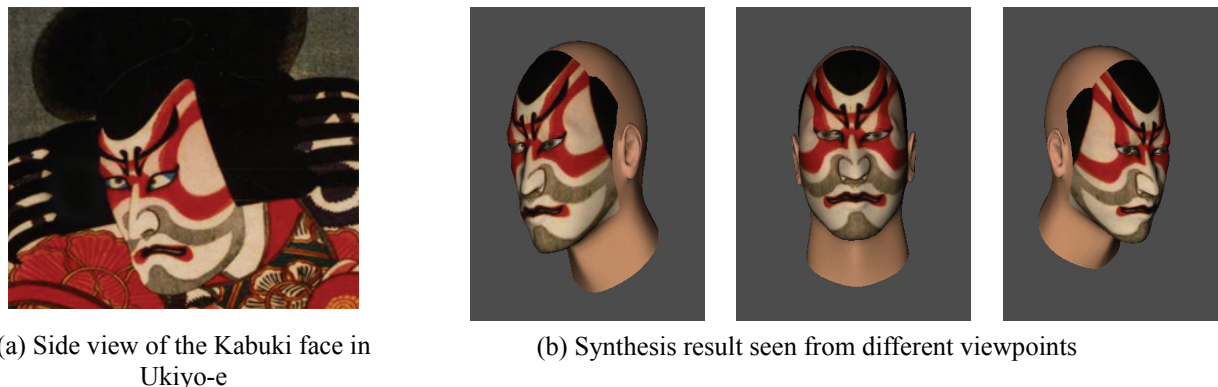 (a) Side view of the Kabuki face in
Ukiyo-e
(b) Synthesis result seen from different viewpoints